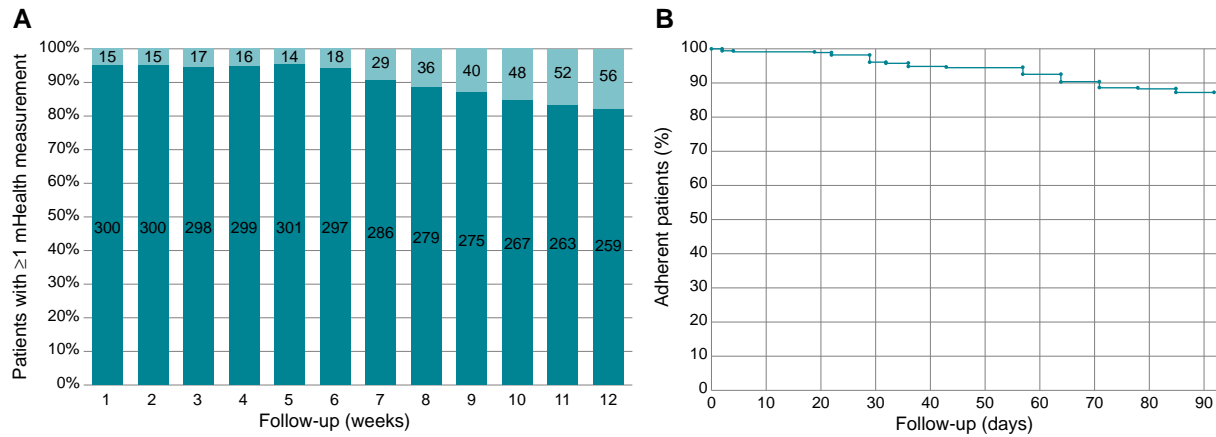 A
Patients with ≥1 mHealth measurement
100%
90%
80%
70%
60%
50%
40%
30%
20%
10%
0%
15 15 17 16 14 18 29 36 40 48 52 56
300 300 298 299 301 297 286 279 275 267 263 259
1 2 3 4 5 6 7 8 9 10 11 12
Follow-up (weeks)
B
Adherent patients (%)
100
90
80
70
60
100
50
40
30
20
10
0
0 10 20 30 40 50 60 70 80 90
Follow-up (days)